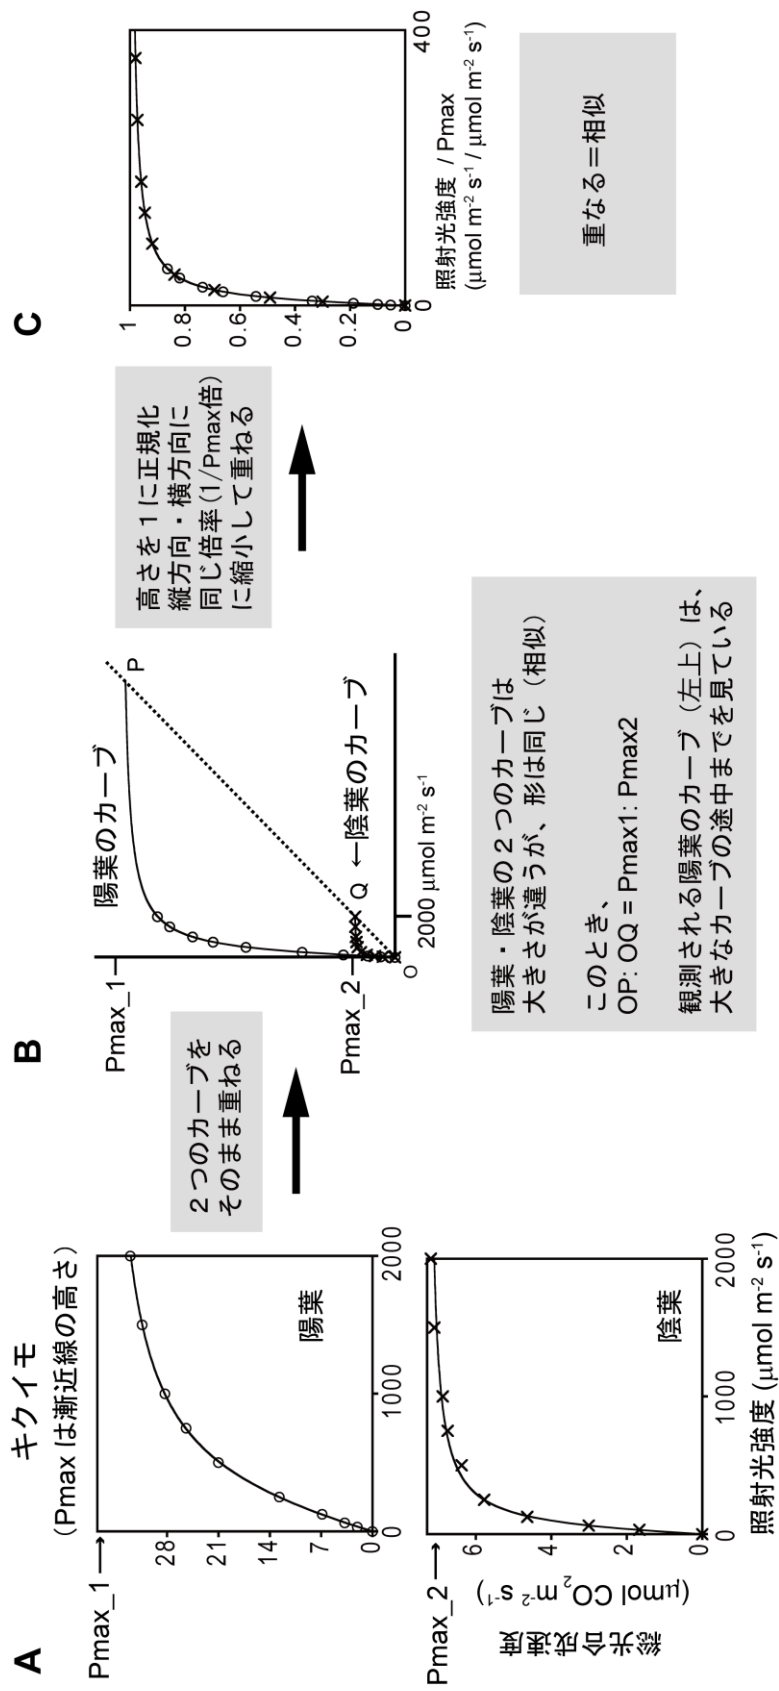 A
キクイモ
(Pmax は漸近線の高さ)
Pmax_1
28
21
14
7
0
0
1000
2000
陽葉
Pmax_2
6
4
2
0
0
1000
2000
陰葉
総光合成速度
(μmol CO₂ m⁻² s⁻¹)
照射光強度 (μmol m⁻² s⁻¹)
2つのカーブを
そのまま重ねる
B
Pmax_1
陽葉のカーブ
P
Pmax_2
Q ←陰葉のカーブ
O
2000 μmol m⁻² s⁻¹
陽葉・陰葉の2つのカーブは
大きさが違うが、形は同じ（相似）
このとき、
OP: OQ = Pmax1: Pmax2
観測される陽葉のカーブ（左上）は、
大きなカーブの途中までを見ている
高さを1に正規化
縦方向・横方向に
同じ倍率(1/Pmax倍)
に縮小して重ねる
C
1
0.8
0.6
0.4
0.2
0
0
400
照射光強度 / Pmax
(μmol m⁻² s⁻¹ / μmol m⁻² s⁻¹)
重なる＝相似